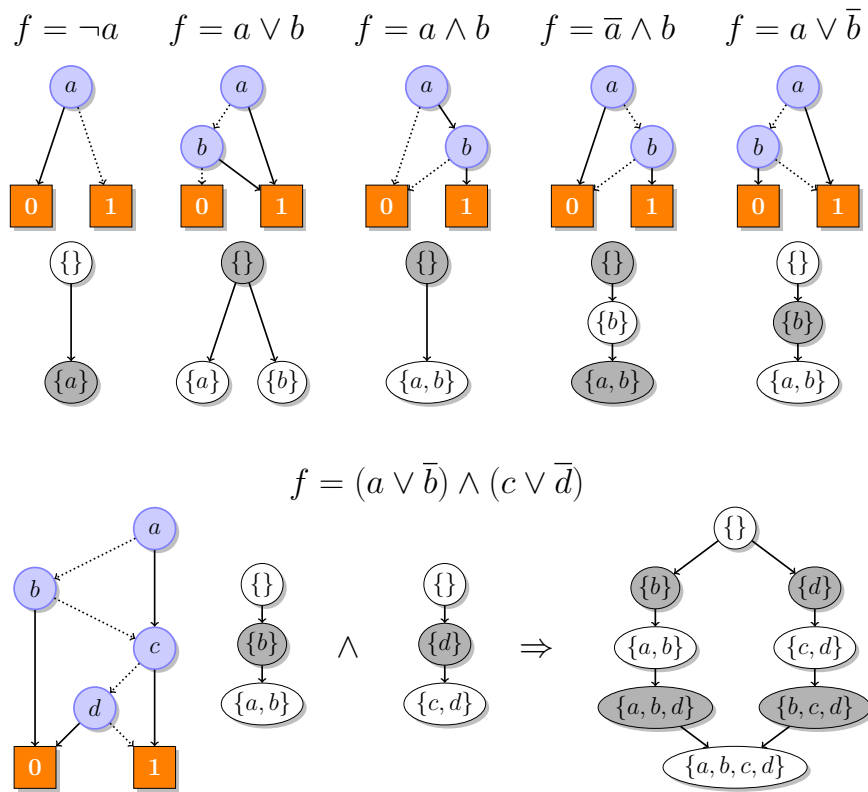 f = ¬a f = a ∨ b f = a ∧ b f = a̅ ∧ b f = a ∨ b̅
a a a a a
b b b b
0 1 0 1 0 1 0 1 0 1
{} {} {} {} {}
{b} {b}
{a} {a} {b} {a, b} {a, b} {a, b}
f = (a ∨ b̅) ∧ (c ∨ d̅)
a {}
b {} {} {b} {d}
c {b} ∧ {d} ⇒ {a, b} {c, d}
d {a, b} {c, d} {a, b, d} {b, c, d}
0 1 {a, b, c, d}